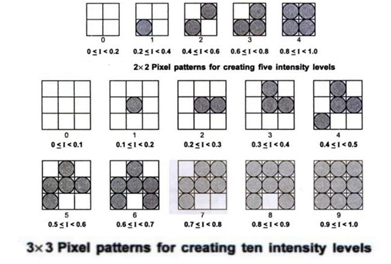 0 1 2 3 4
0 ≤ I < 0.2 0.2 ≤ I < 0.4 0.4 ≤ I < 0.6 0.6 ≤ I < 0.8 0.8 ≤ I < 1.0
2×2 Pixel patterns for creating five intensity levels
0 1 2 3 4
0 ≤ I < 0.1 0.1 ≤ I < 0.2 0.2 ≤ I < 0.3 0.3 ≤ I < 0.4 0.4 ≤ I < 0.5
5 6 7 8 9
0.5 ≤ I < 0.6 0.6 ≤ I < 0.7 0.7 ≤ I < 0.8 0.8 ≤ I < 0.9 0.9 ≤ I < 1.0
3×3 Pixel patterns for creating ten intensity levels